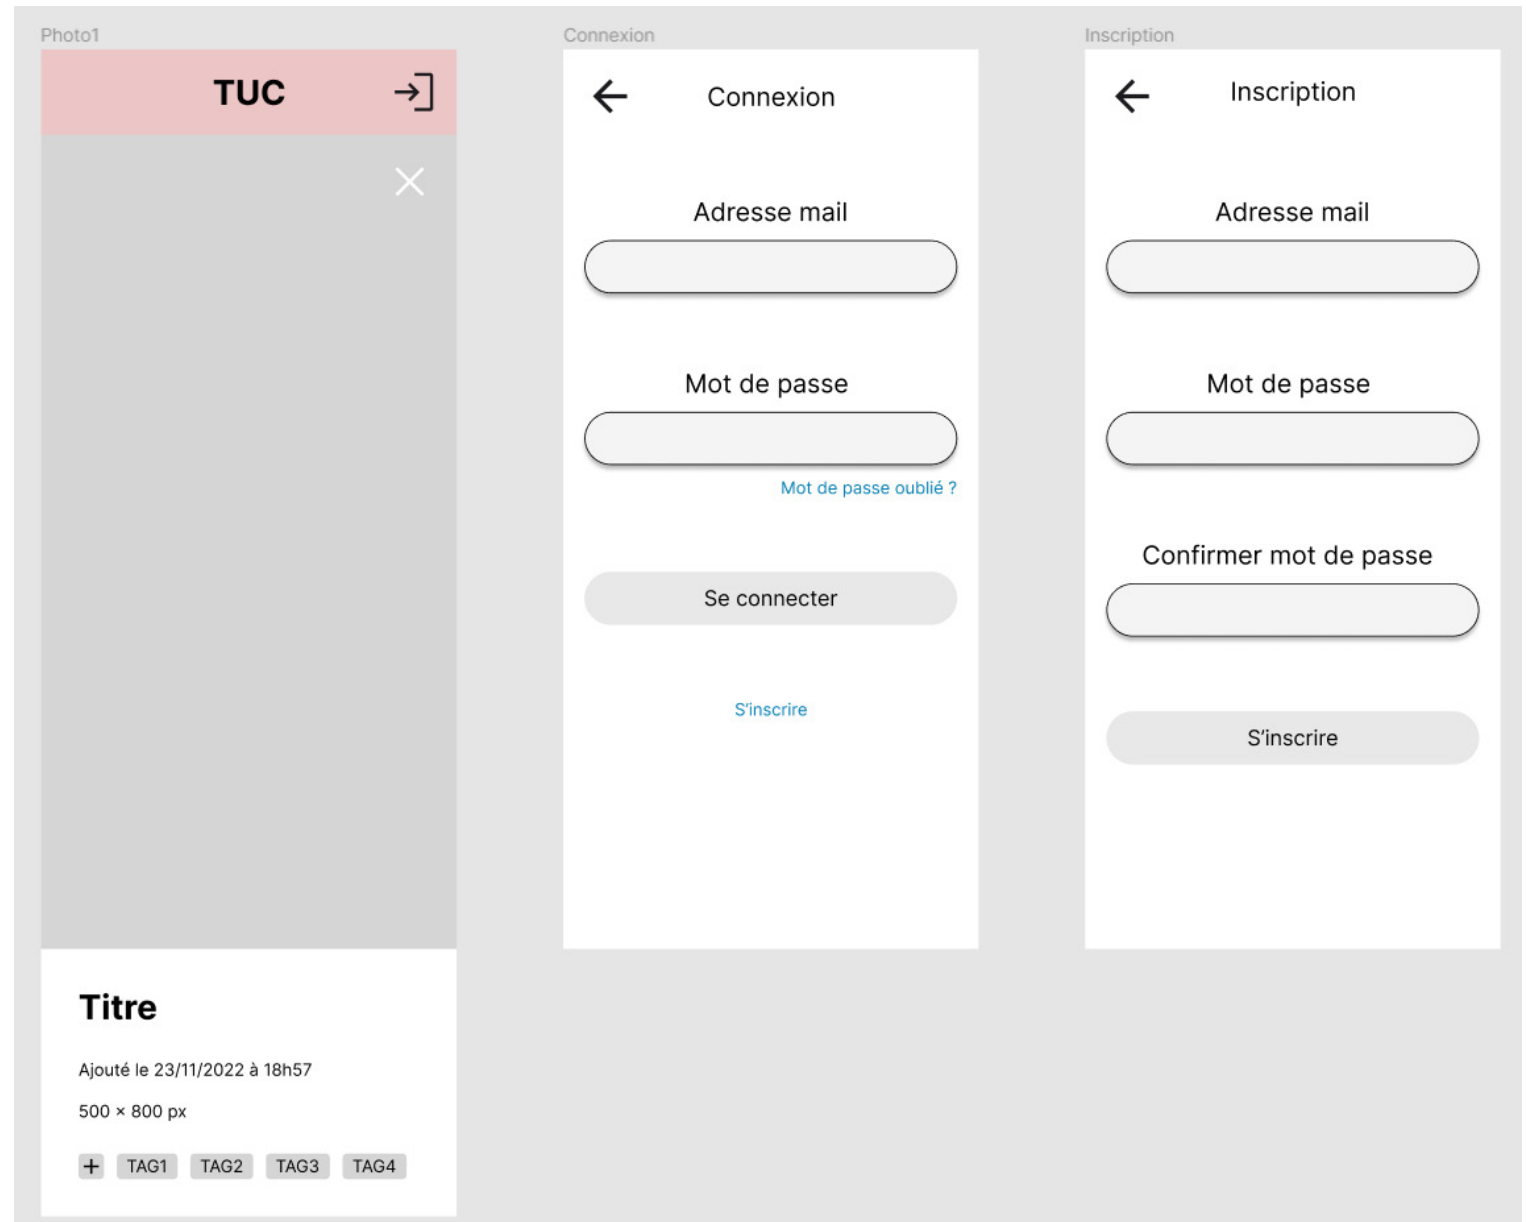 Photo1
TUC
Titre
Ajouté le 23/11/2022 à 18h57
500 × 800 px
+ TAG1 TAG2 TAG3 TAG4
Connexion
Connexion
Adresse mail
Mot de passe
Mot de passe oublié ?
Se connecter
S’inscrire
Inscription
Inscription
Adresse mail
Mot de passe
Confirmer mot de passe
S’inscrire